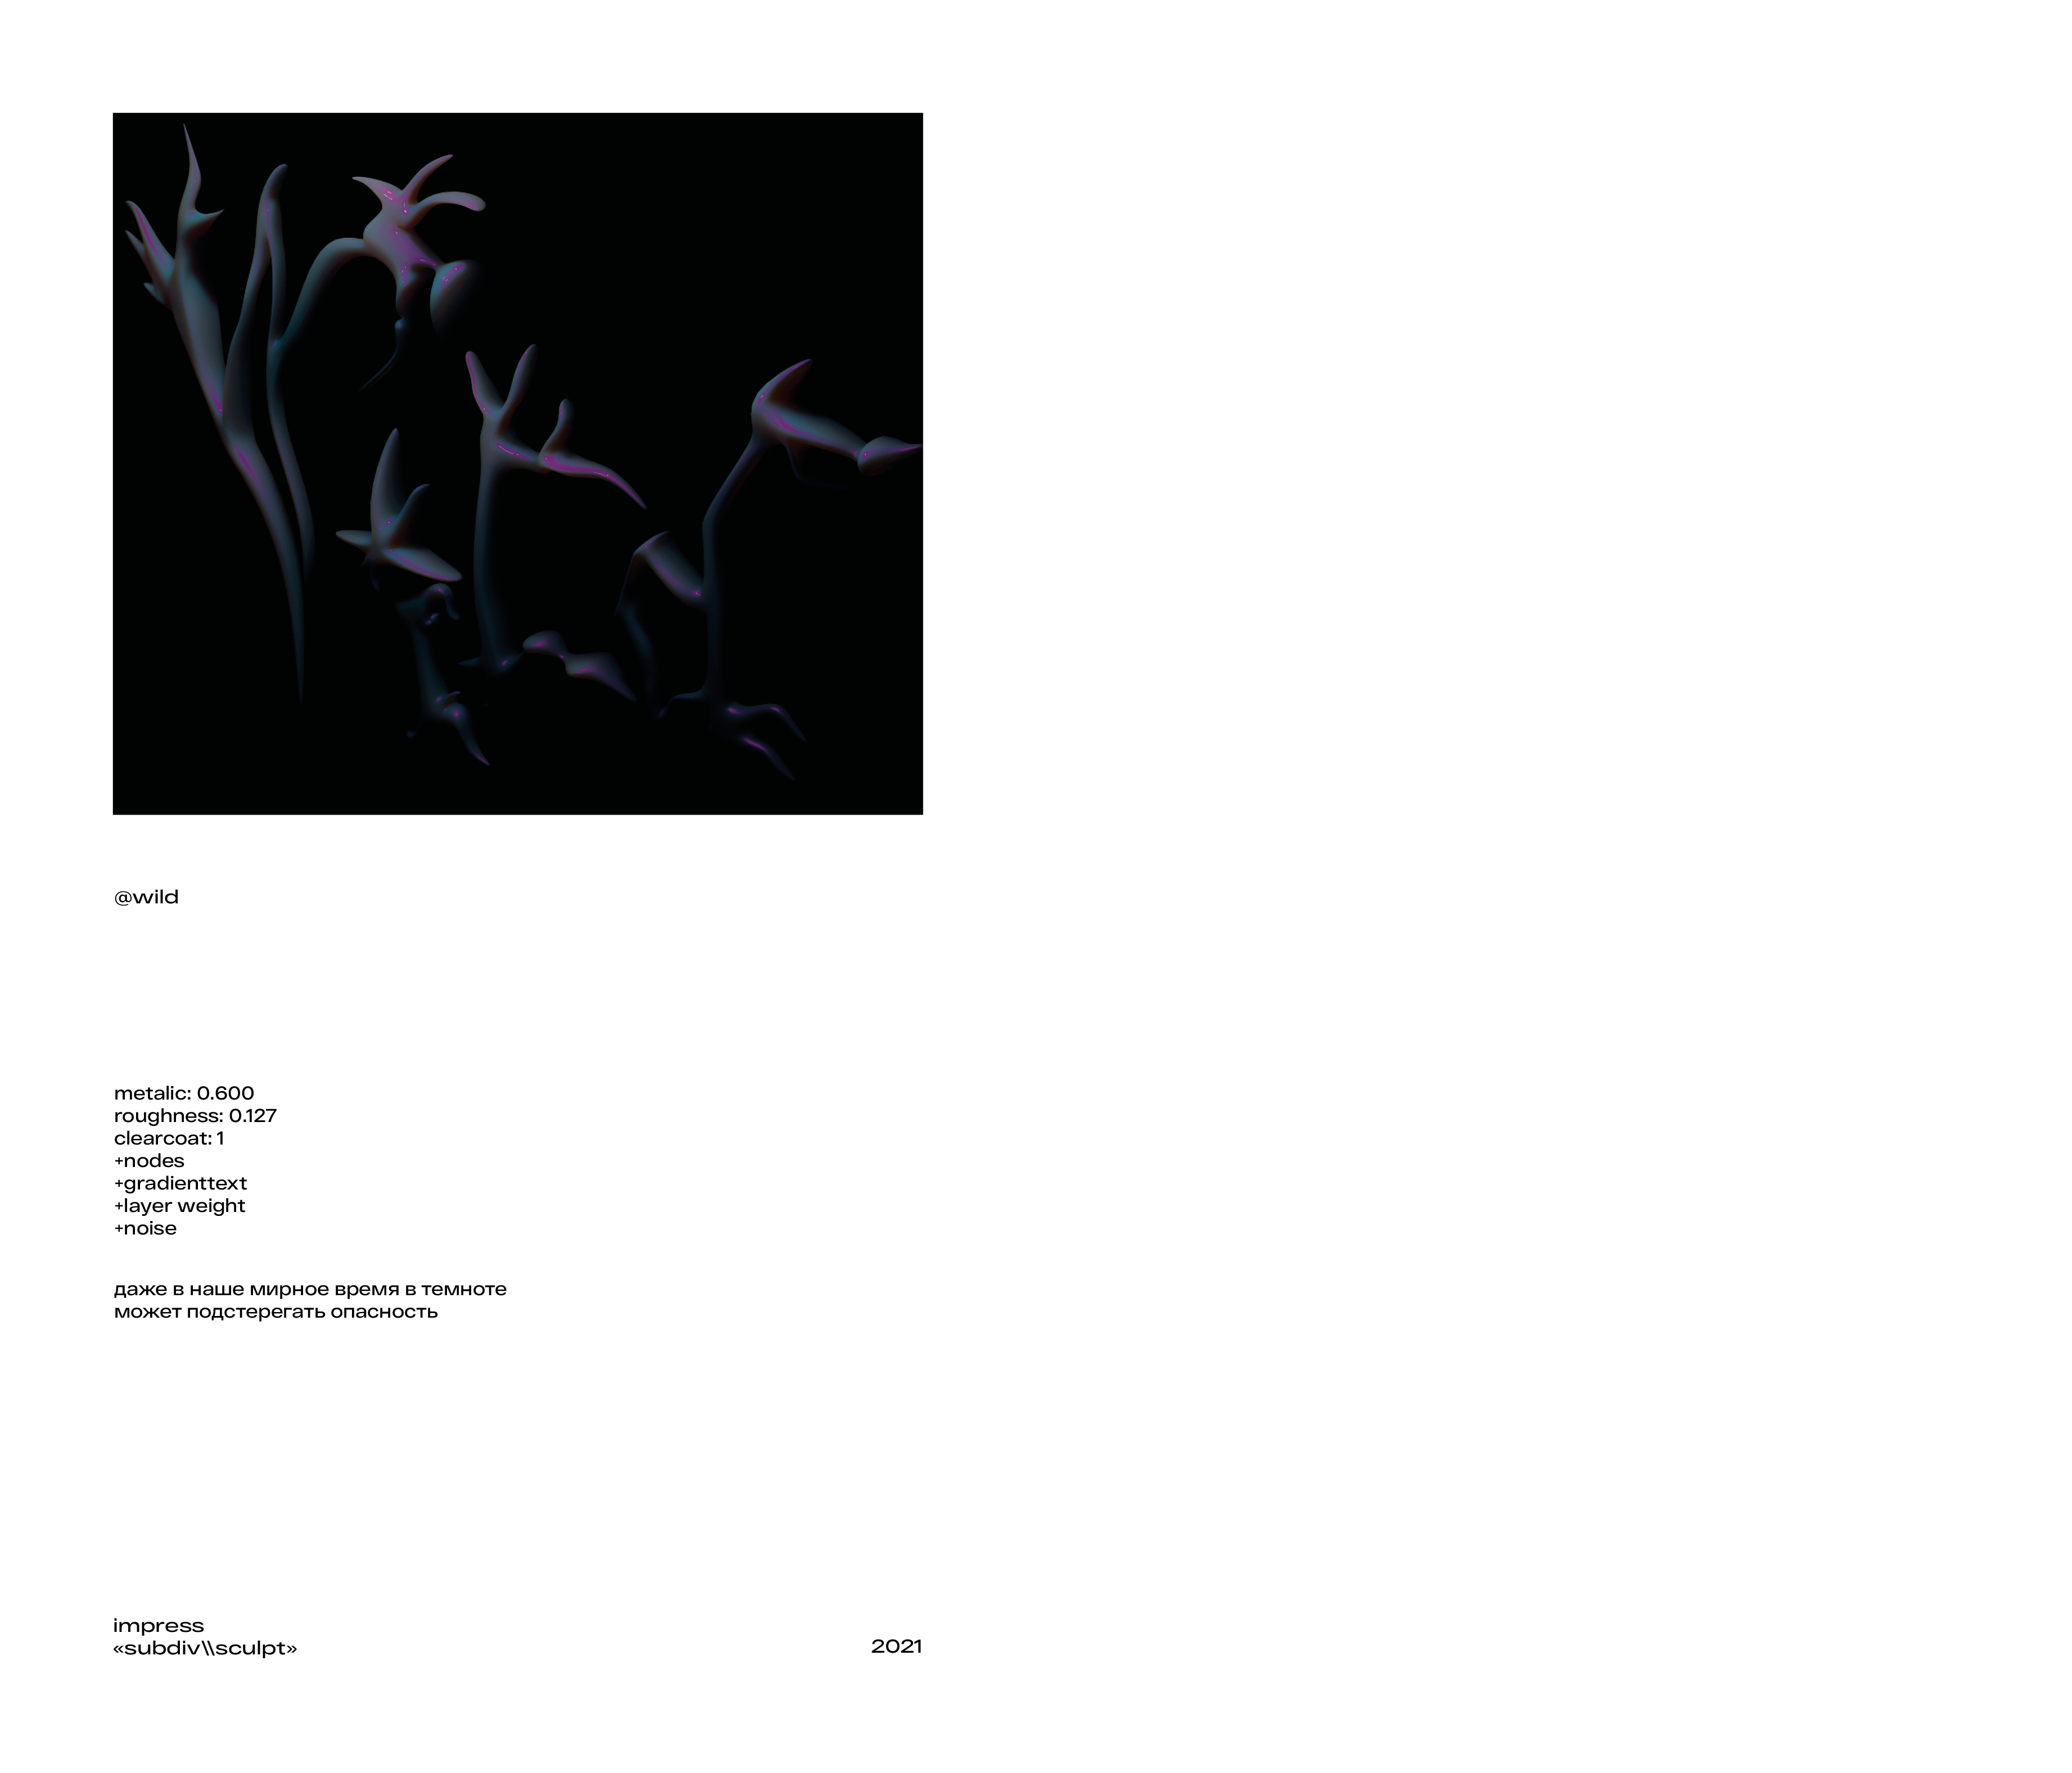 @wild
metalic: 0.600
roughness: 0.127
clearcoat: 1
+nodes
+gradienttext
+layer weight
+noise
даже в наше мирное время в темноте
может подстерегать опасность
impress
«subdiv\\sculpt»
2021